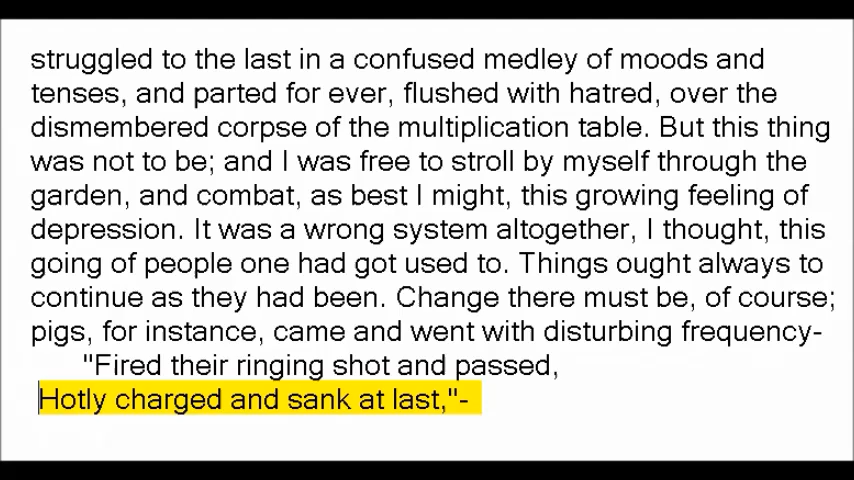 struggled to the last in a confused medley of moods and
tenses, and parted for ever, flushed with hatred, over the
dismembered corpse of the multiplication table. But this thing
was not to be; and I was free to stroll by myself through the
garden, and combat, as best I might, this growing feeling of
depression. It was a wrong system altogether, I thought, this
going of people one had got used to. Things ought always to
continue as they had been. Change there must be, of course;
pigs, for instance, came and went with disturbing frequency-
"Fired their ringing shot and passed,
Hotly charged and sank at last,"-